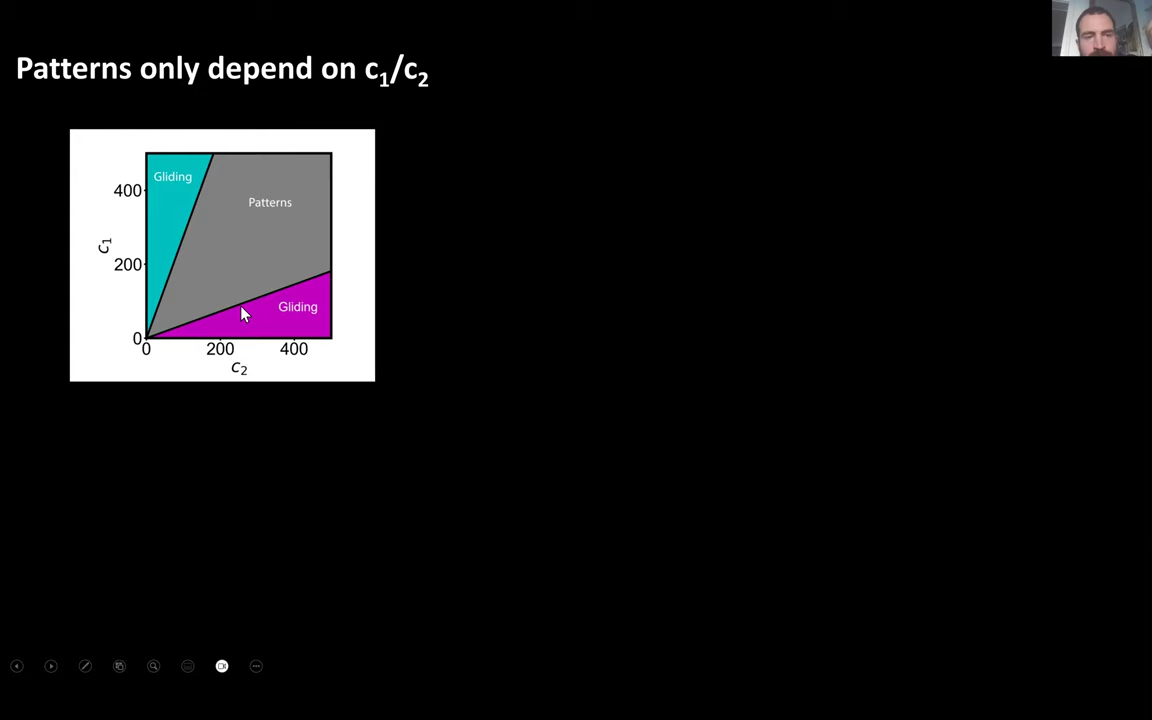 Patterns only depend on c₁/c₂
Gliding
Patterns
400
c₁
200
Gliding
0
0 200 400
c₂